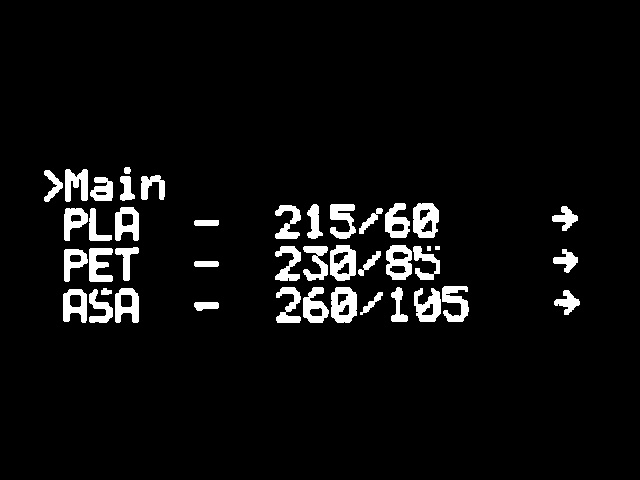 >Main
PLA - 215/60 →
PET - 230/85 →
ASA - 260/105 →